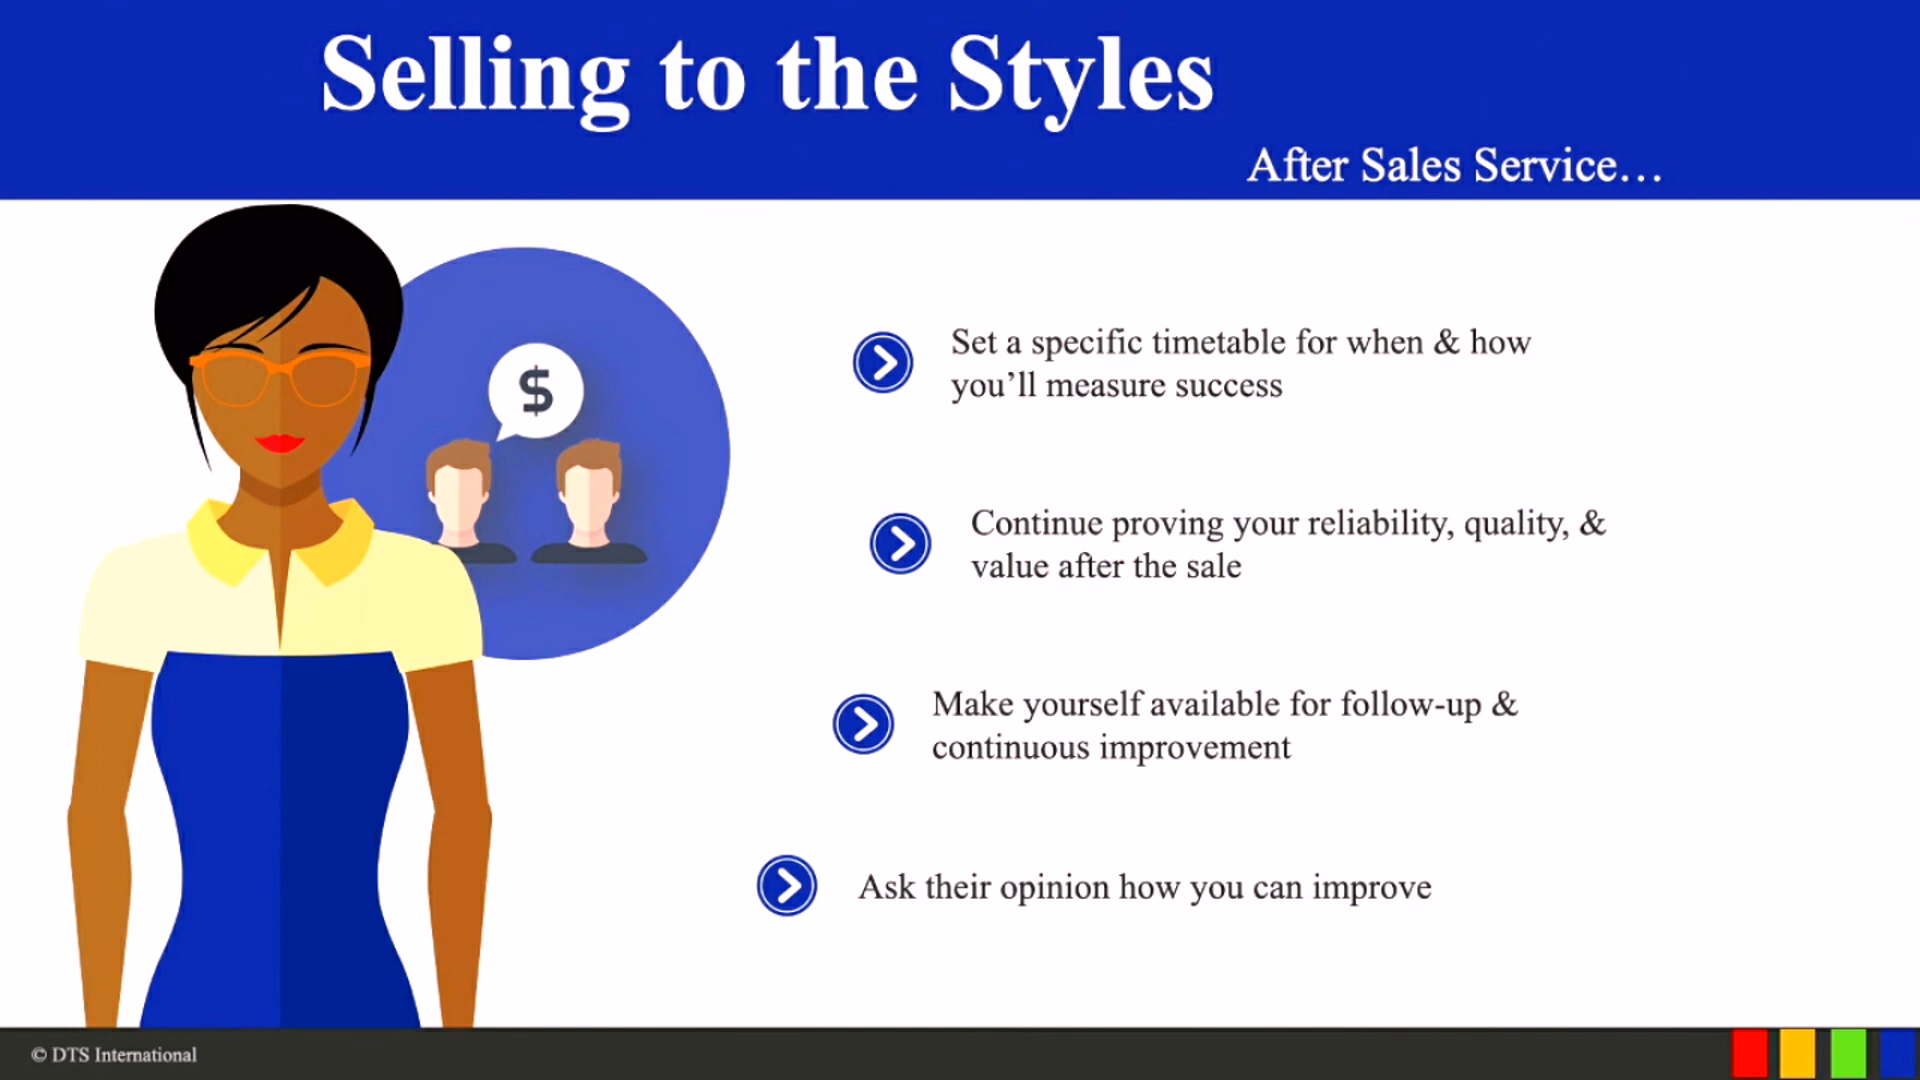 Selling to the Styles
After Sales Service…
$
Set a specific timetable for when & how
you’ll measure success
Continue proving your reliability, quality, &
value after the sale
Make yourself available for follow-up &
continuous improvement
Ask their opinion how you can improve
© DTS International